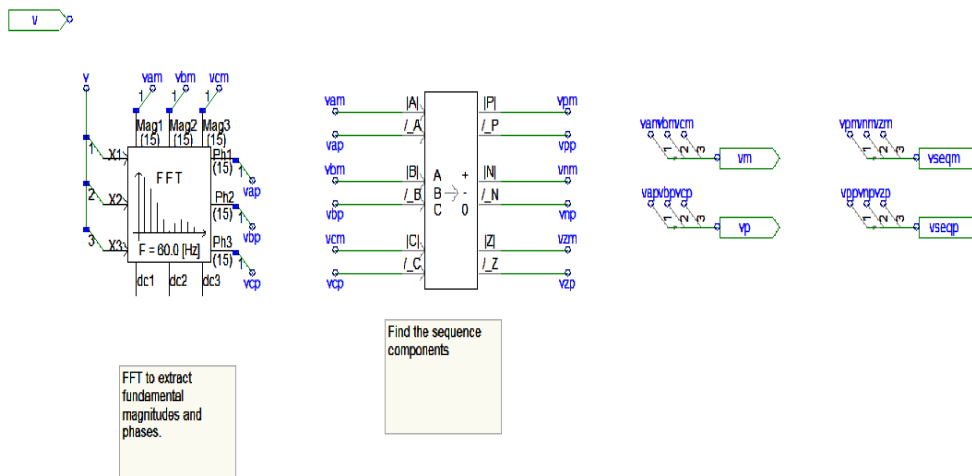 v
v
vam
vbm
vcm
1
1
1
Mag1
Mag2
Mag3
(15)
(15)
(15)
1
X1
Ph1
(15)
1
vap
FFT
2
X2
Ph2
(15)
1
vbp
3
X3
Ph3
F = 60.0 [Hz]
(15)
1
vcp
dc1
dc2
dc3
FFT to extract
fundamental
magnitudes and
phases.
vam
|A|
|P|
vpm
vap
/_A
/_P
vpp
vbm
|B|
A
+
|N|
vnm
vbp
/_B
B
-
/_N
vnp
C
0
vcm
|C|
|Z|
vzm
vcp
/_C
/_Z
vzp
Find the sequence
components
vamvbmvcm
1
2
3
vm
vapvbpvcp
1
2
3
vp
vpmvnmvzm
1
2
3
vseqm
vppvnpvzp
1
2
3
vseqp